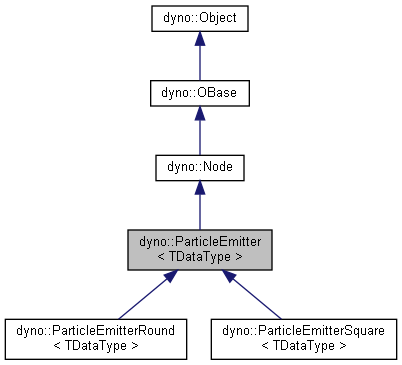 dyno::Object
dyno::OBase
dyno::Node
dyno::ParticleEmitter
< TDataType >
dyno::ParticleEmitterRound
< TDataType >
dyno::ParticleEmitterSquare
< TDataType >